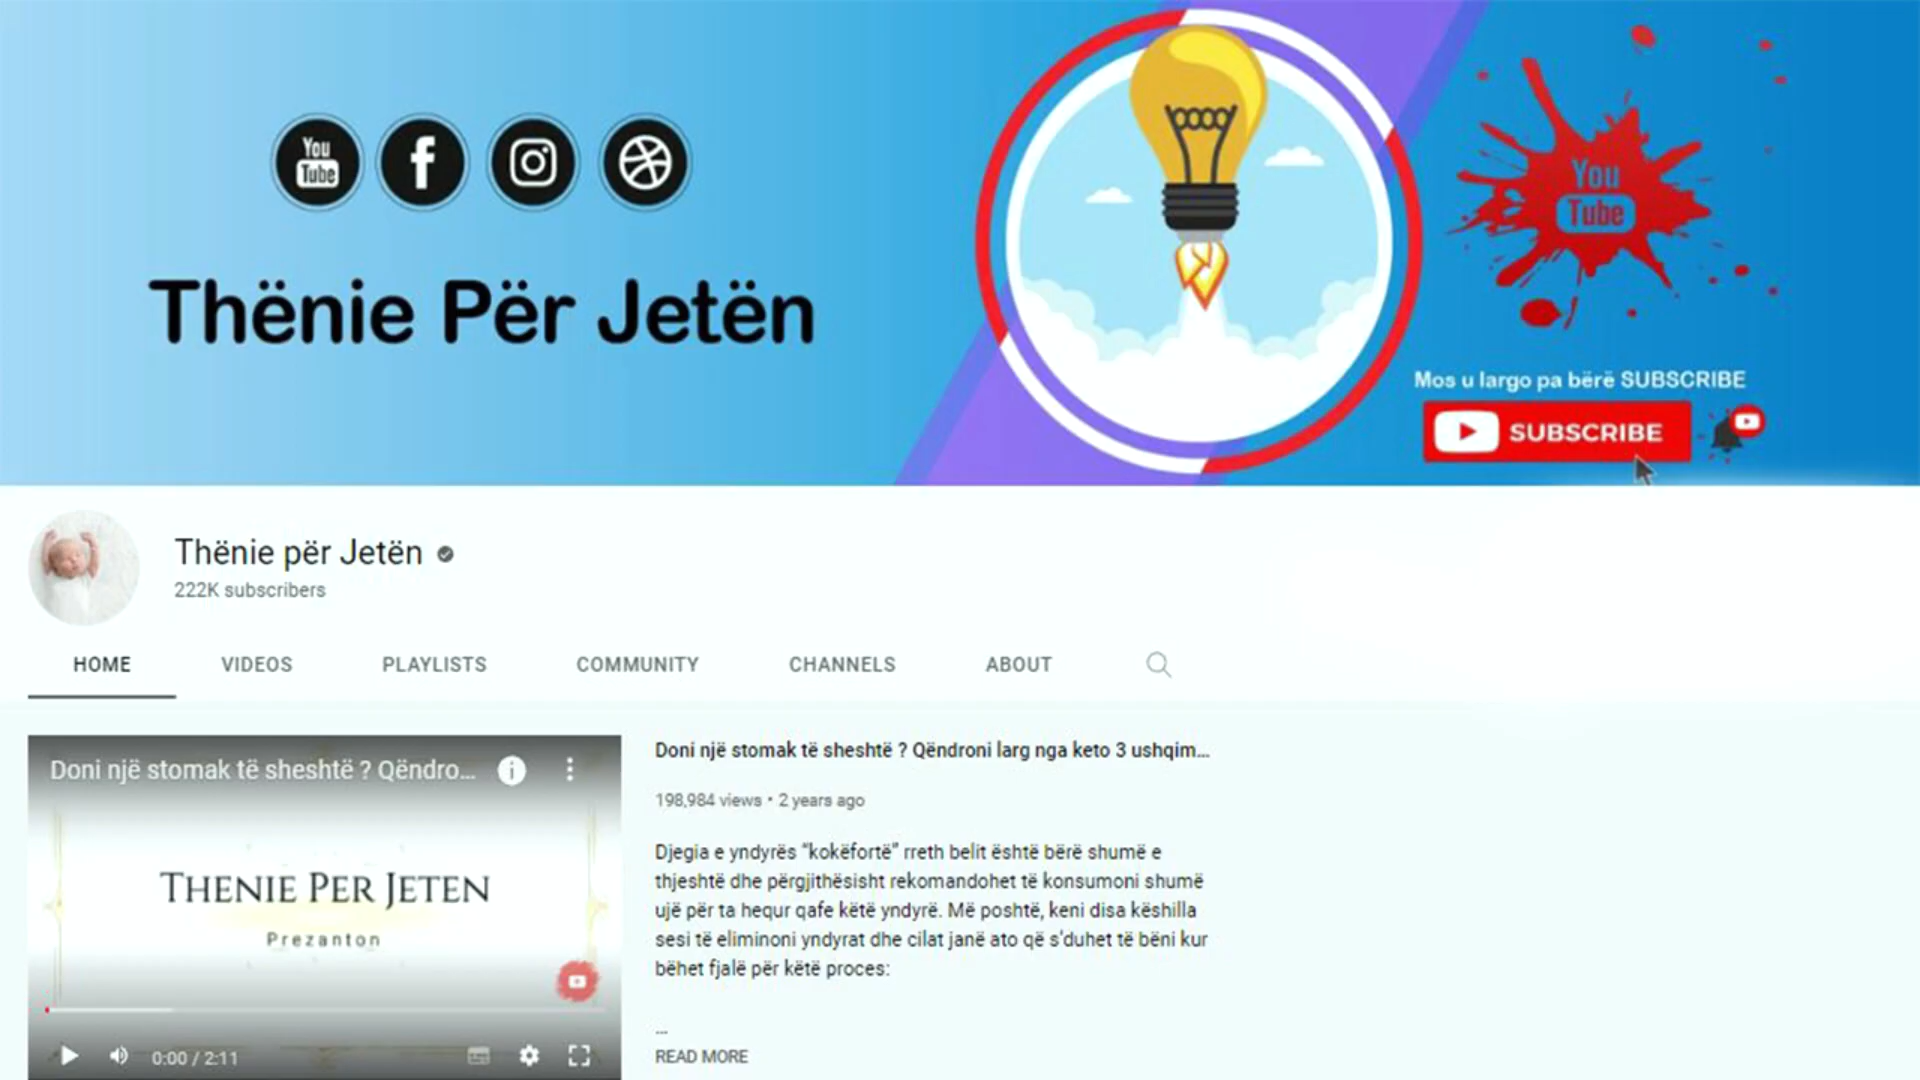 You
Tube
Thënie Për Jetën
You
Tube
Mos u largo pa bërë SUBSCRIBE
SUBSCRIBE
Thënie për Jetën
222K subscribers
HOME VIDEOS PLAYLISTS COMMUNITY CHANNELS ABOUT
Doni një stomak të sheshtë ? Qëndro...
THENIE PER JETEN
Prezanton
0:00 / 2:11
Doni një stomak të sheshtë ? Qëndroni larg nga keto 3 ushqim...
198,984 views • 2 years ago
Djegia e yndyrës “kokëfortë” rreth belit është bërë shumë e
thjeshtë dhe përgjithësisht rekomandohet të konsumoni shumë
ujë për ta hequr qafe këtë yndyrë. Më poshtë, keni disa këshilla
sesi të eliminoni yndyrat dhe cilat janë ato që s'duhet të bëni kur
bëhet fjalë për këtë proces:
...
READ MORE